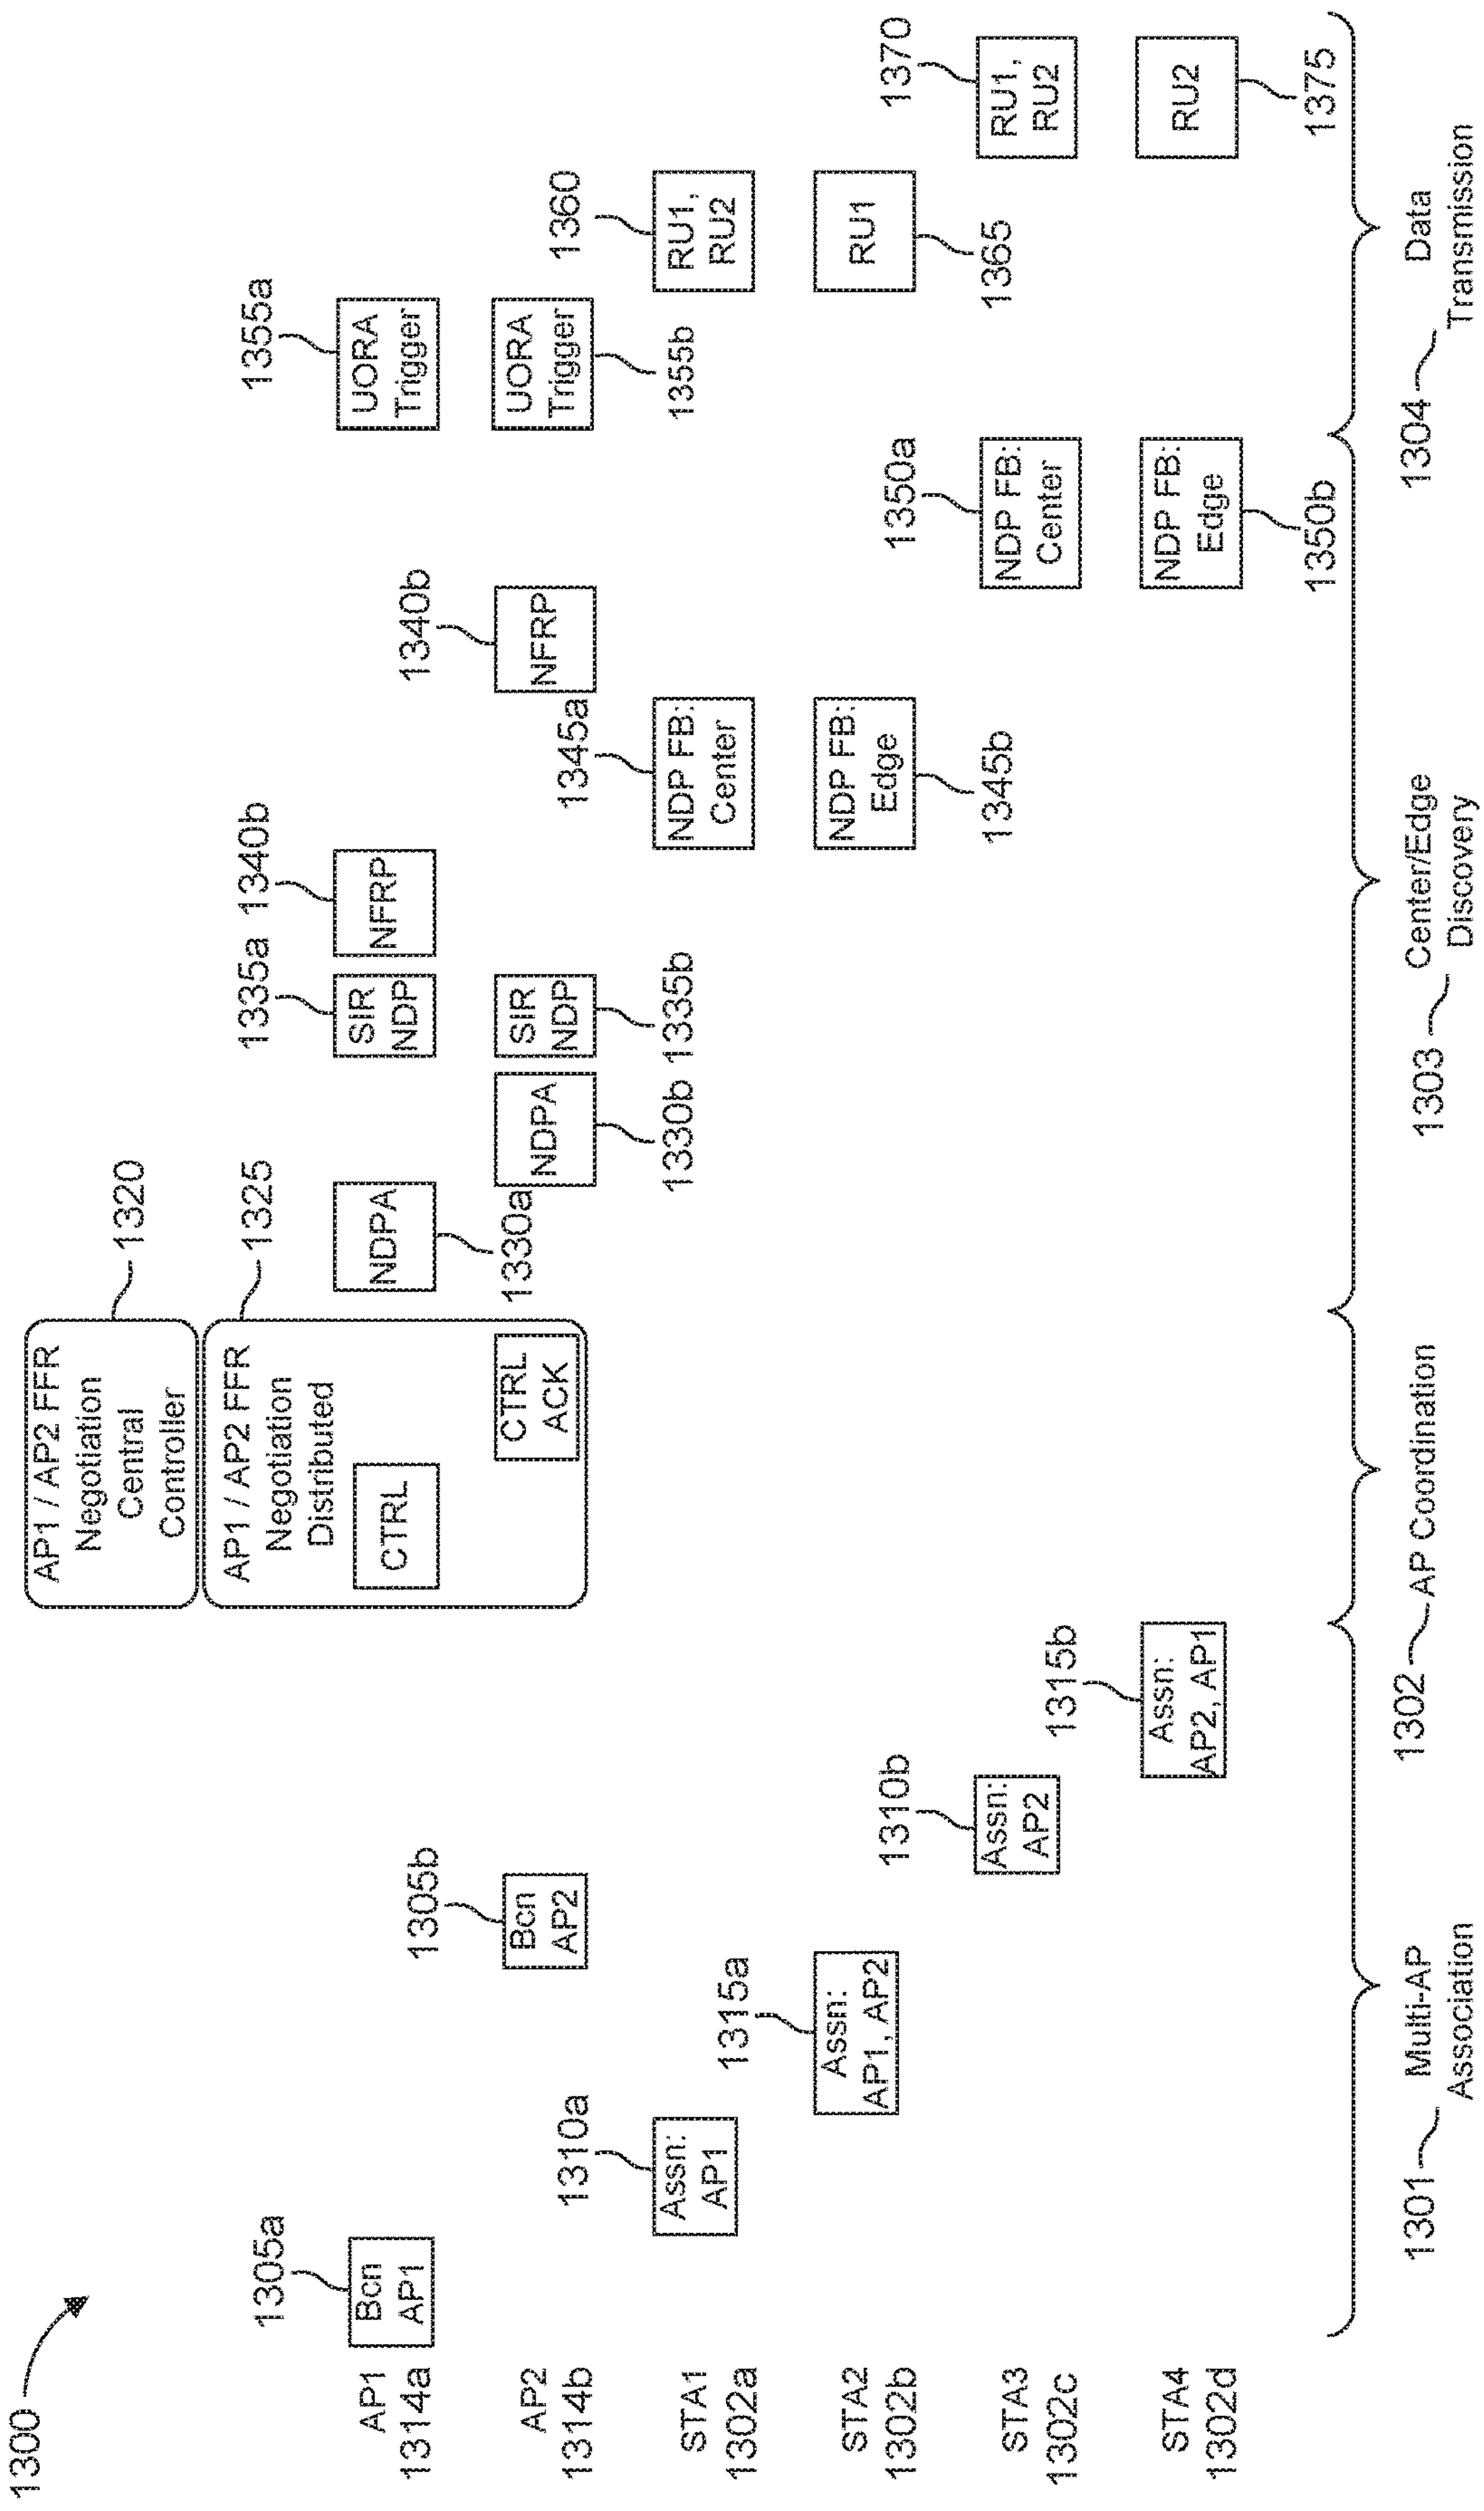 1300
AP1 / AP2 FFR
Negotiation
Central
Controller
1320
AP1 / AP2 FFR
Negotiation
Distributed
1325
CTRL
CTRL
ACK
AP1
1314a
1305a
Bcn
AP1
NDPA
1330a
1335a
SIR
NDP
1340b
NFRP
1355a
UORA
Trigger
AP2
1314b
1305b
Bcn
AP2
NDPA
1330b
SIR
NDP
1335b
1340b
NFRP
UORA
Trigger
1355b
STA1
1302a
1310a
Assn:
AP1
1345a
NDP FB:
Center
1360
RU1,
RU2
STA2
1302b
1315a
Assn:
AP1, AP2
NDP FB:
Edge
1345b
RU1
1365
STA3
1302c
1310b
Assn:
AP2
1350a
NDP FB:
Center
1370
RU1,
RU2
STA4
1302d
1315b
Assn:
AP2, AP1
NDP FB:
Edge
1350b
RU2
1375
1301
Multi-AP
Association
1302
AP Coordination
1303
Center/Edge
Discovery
1304
Data
Transmission